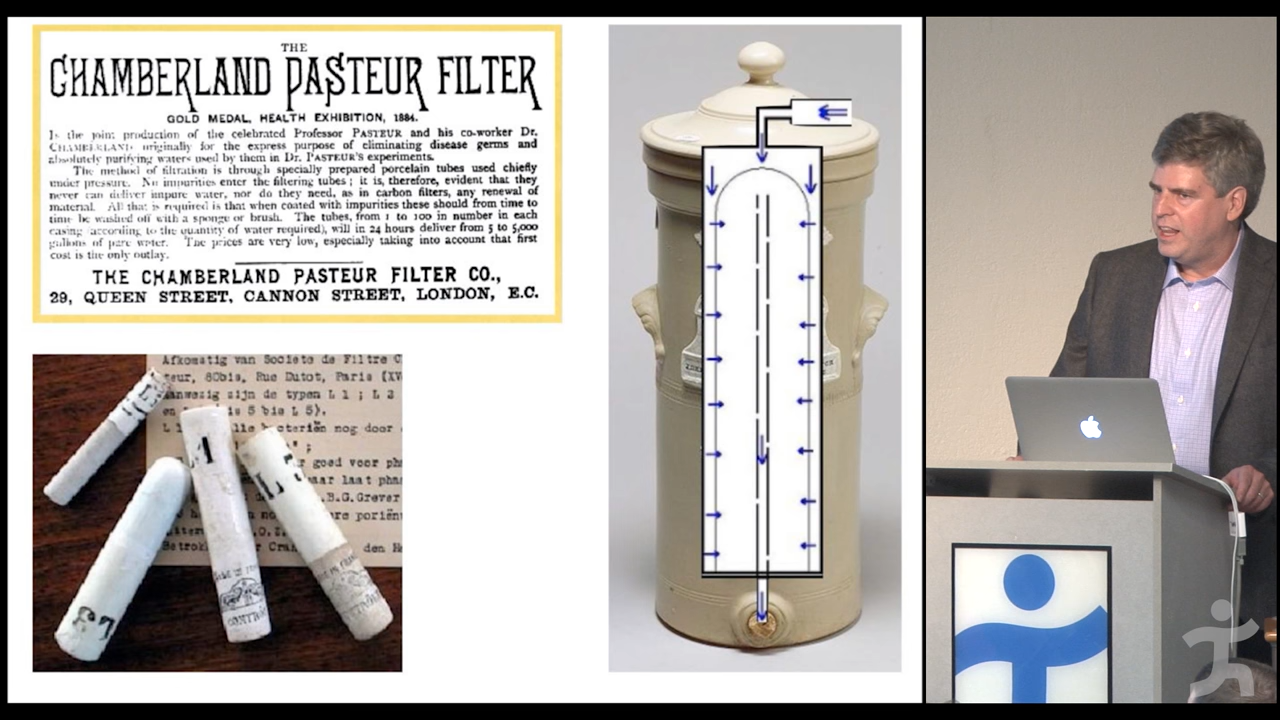 THE
CHAMBERLAND PASTEUR FILTER
GOLD MEDAL, HEALTH EXHIBITION, 1884.
Is the joint production of the celebrated Professor PASTEUR and his co-worker Dr.
CHAMBERLAND originally for the express purpose of eliminating disease germs and
absolutely purifying waters used by them in Dr. PASTEUR'S experiments.
The method of filtration is through specially prepared porcelain tubes used chiefly
under pressure. No impurities enter the filtering tubes; it is, therefore, evident that they
never can deliver impure water, nor do they need, as in carbon filters, any renewal of
material. All that is required is that when coated with impurities these should from time to
time be washed off with a sponge or brush. The tubes, from 1 to 100 in number in each
casing (according to the quantity of water required), will in 24 hours deliver from 5 to 5,000
gallons of pure water. The prices are very low, especially taking into account that first
cost is the only outlay.
THE CHAMBERLAND PASTEUR FILTER CO.,
29, QUEEN STREET, CANNON STREET, LONDON, E.C.
Afkomstig van Societe de Filtre C
teur, 80bis, Rue Dutot, Paris (XV
anwezig zijn de typen L 1 ; L 3
en is 5 bis L 5).
L 1 lle bacteriën nog door
goed voor ph
aar laat pha
.B.G. Grever
den